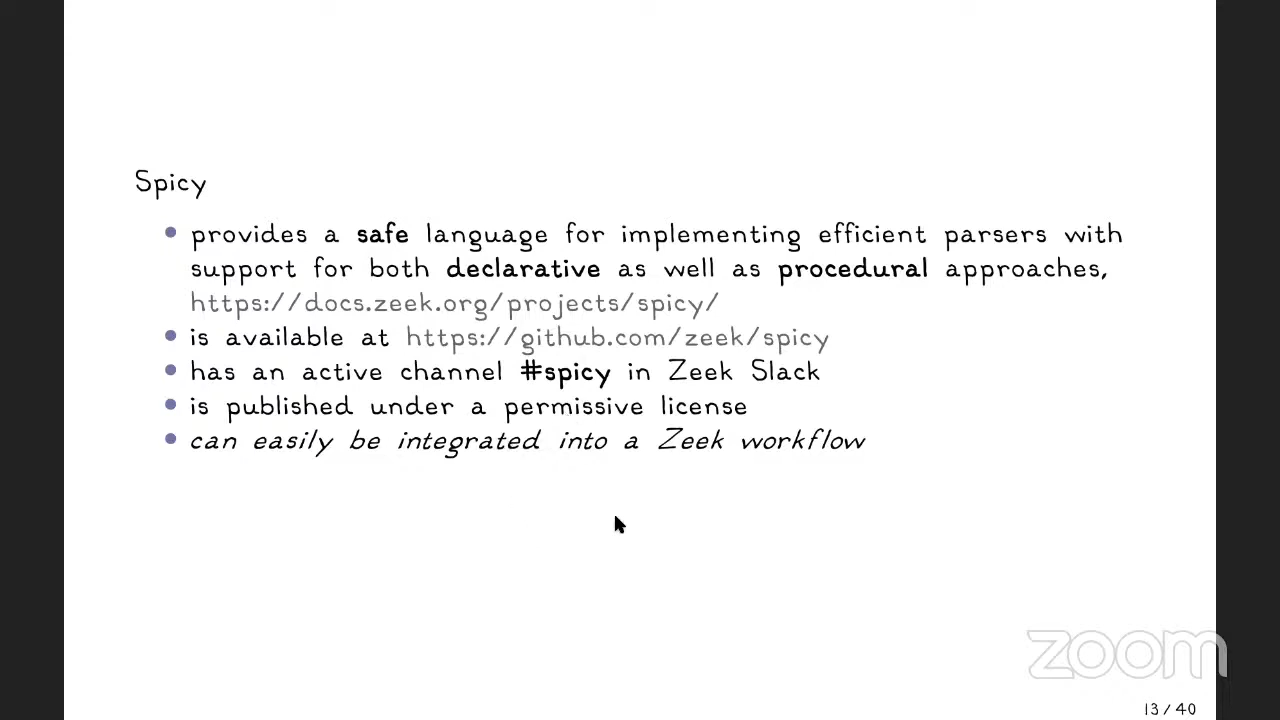 Spicy
• provides a safe language for implementing efficient parsers with
support for both declarative as well as procedural approaches,
https://docs.zeek.org/projects/spicy/
• is available at https://github.com/zeek/spicy
• has an active channel #spicy in Zeek Slack
• is published under a permissive license
• can easily be integrated into a Zeek workflow
zoom
13 / 40